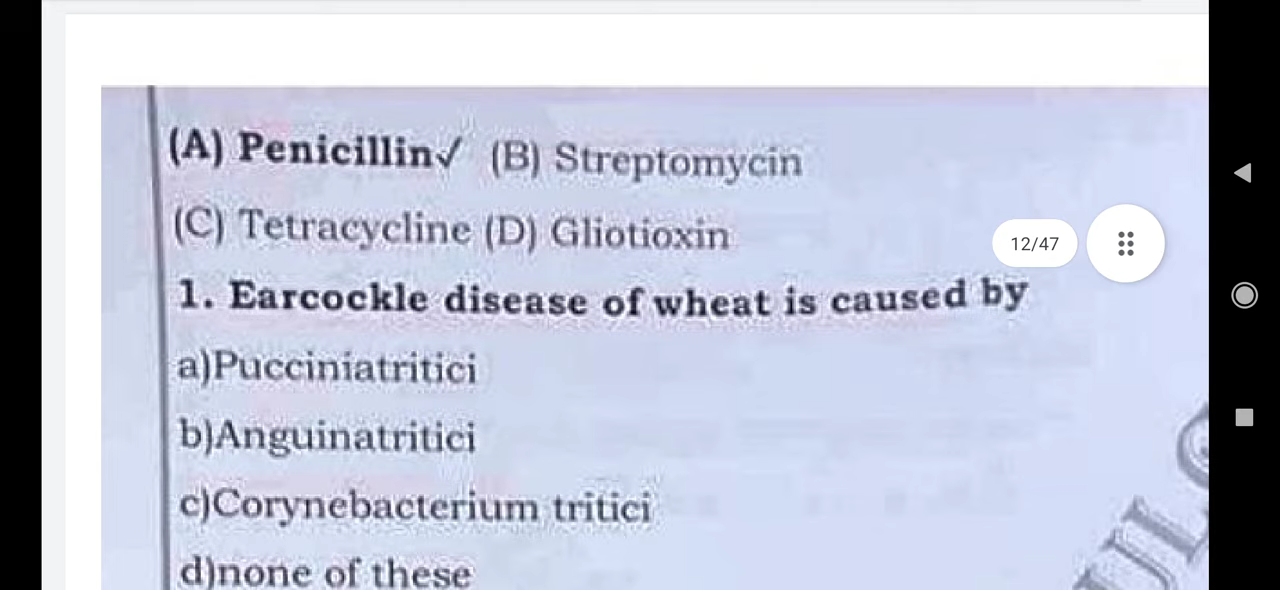 (A) Penicillin✓ (B) Streptomycin
(C) Tetracycline (D) Gliotioxin
12/47
1. Earcockle disease of wheat is caused by
a)Pucciniatritici
b)Anguinatritici
c)Corynebacterium tritici
d)none of these